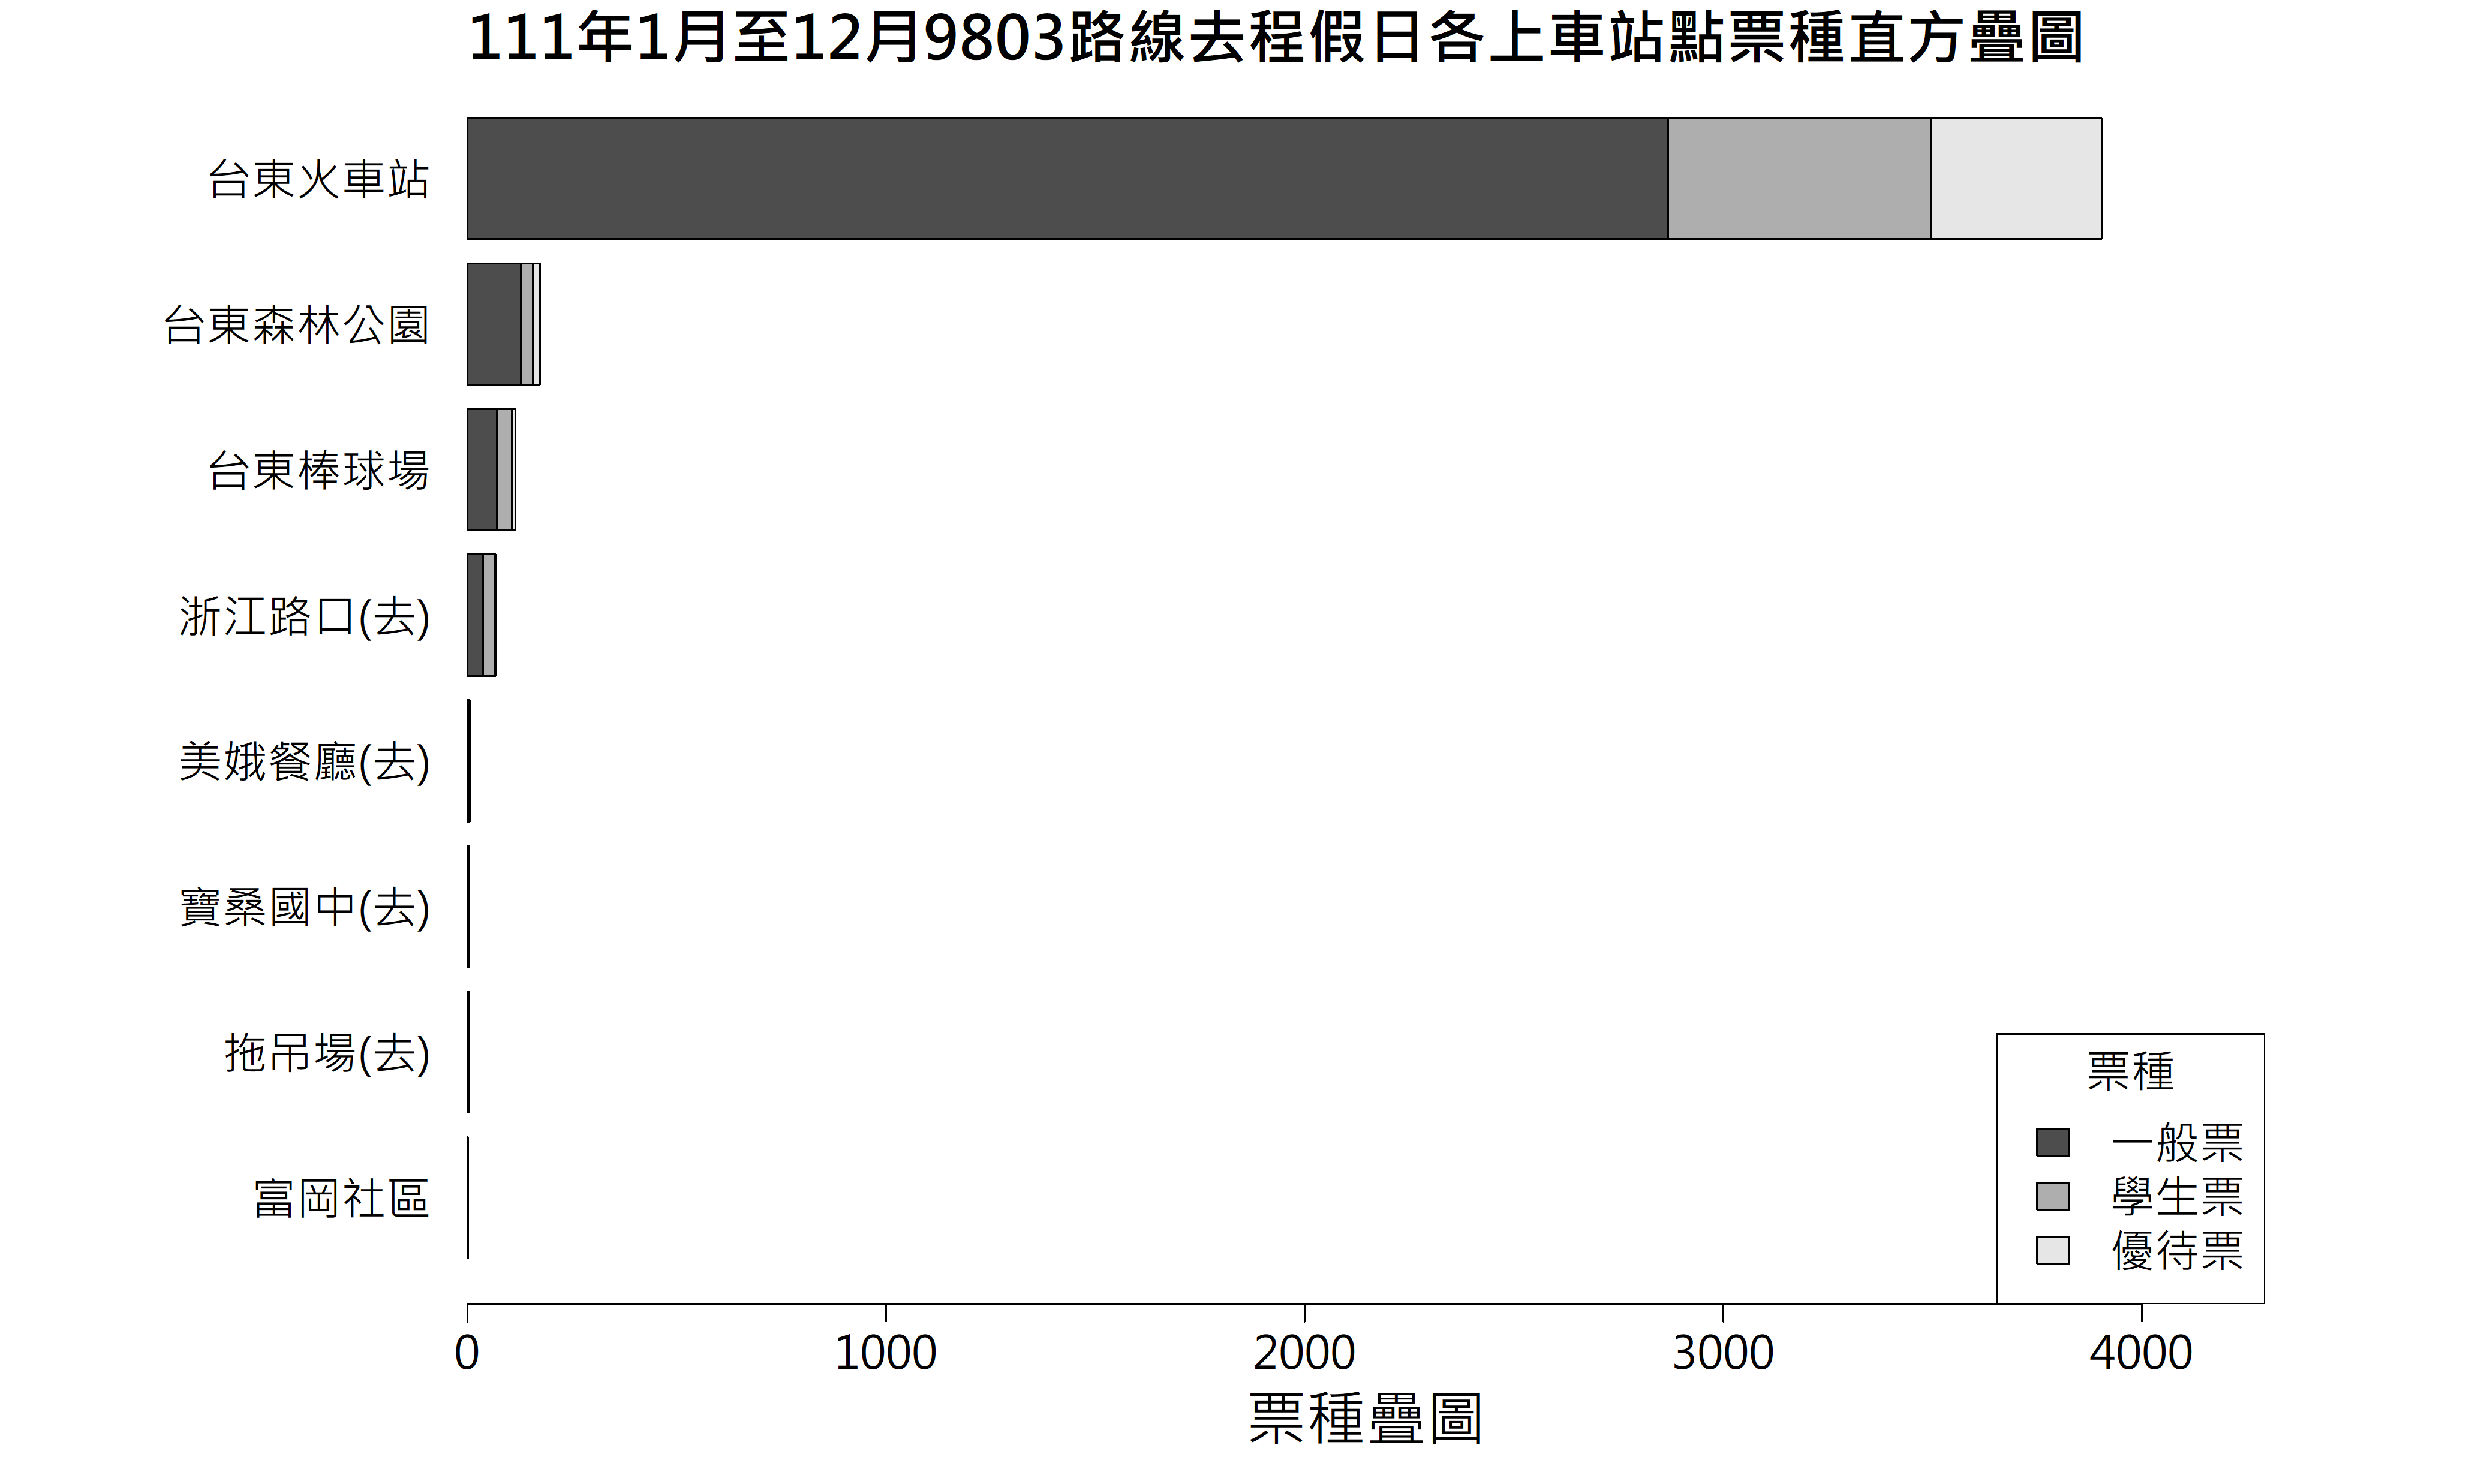 111年1月至12月9803路線去程假日各上車站點票種直方疊圖
台東火車站
台東森林公園
台東棒球場
浙江路口(去)
美娥餐廳(去)
寶桑國中(去)
拖吊場(去)
富岡社區
票種
一般票
學生票
優待票
0 1000 2000 3000 4000
票種疊圖